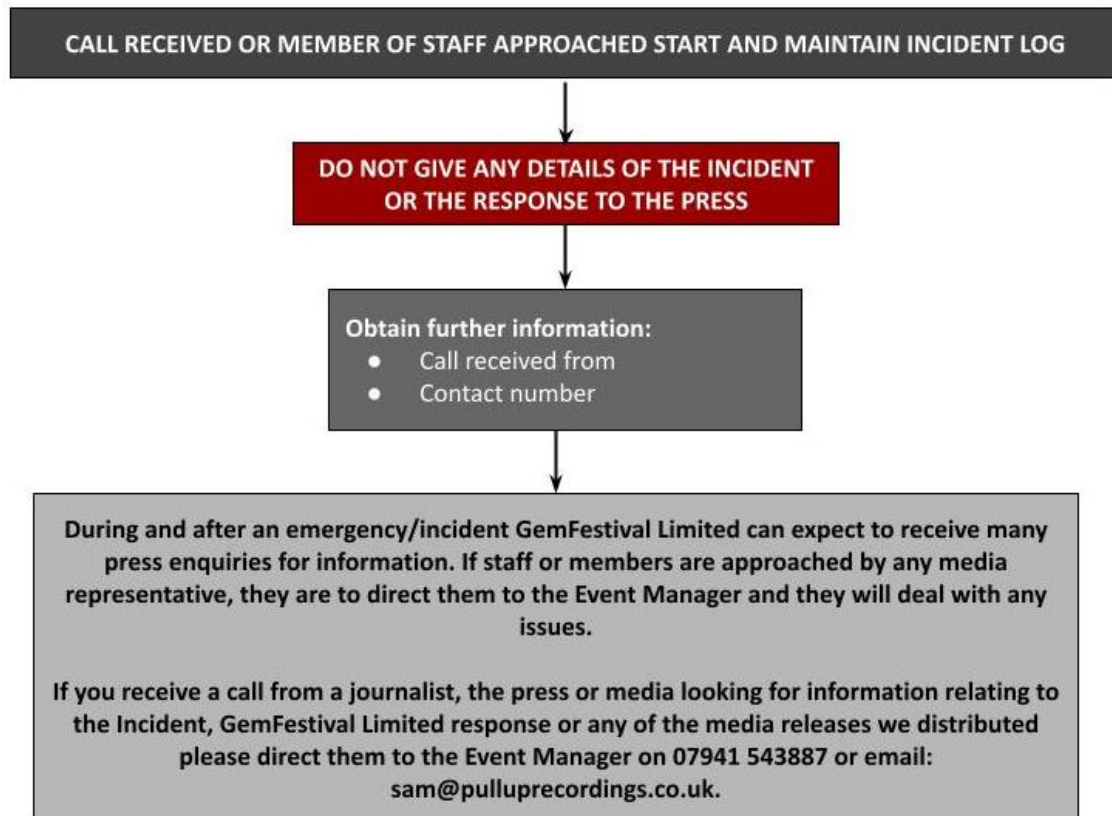 CALL RECEIVED OR MEMBER OF STAFF APPROACHED START AND MAINTAIN INCIDENT LOG
DO NOT GIVE ANY DETAILS OF THE INCIDENT
OR THE RESPONSE TO THE PRESS
Obtain further information:
● Call received from
● Contact number
During and after an emergency/incident GemFestival Limited can expect to receive many
press enquiries for information. If staff or members are approached by any media
representative, they are to direct them to the Event Manager and they will deal with any
issues.
If you receive a call from a journalist, the press or media looking for information relating to
the Incident, GemFestival Limited response or any of the media releases we distributed
please direct them to the Event Manager on 07941 543887 or email:
sam@pulluprecordings.co.uk.